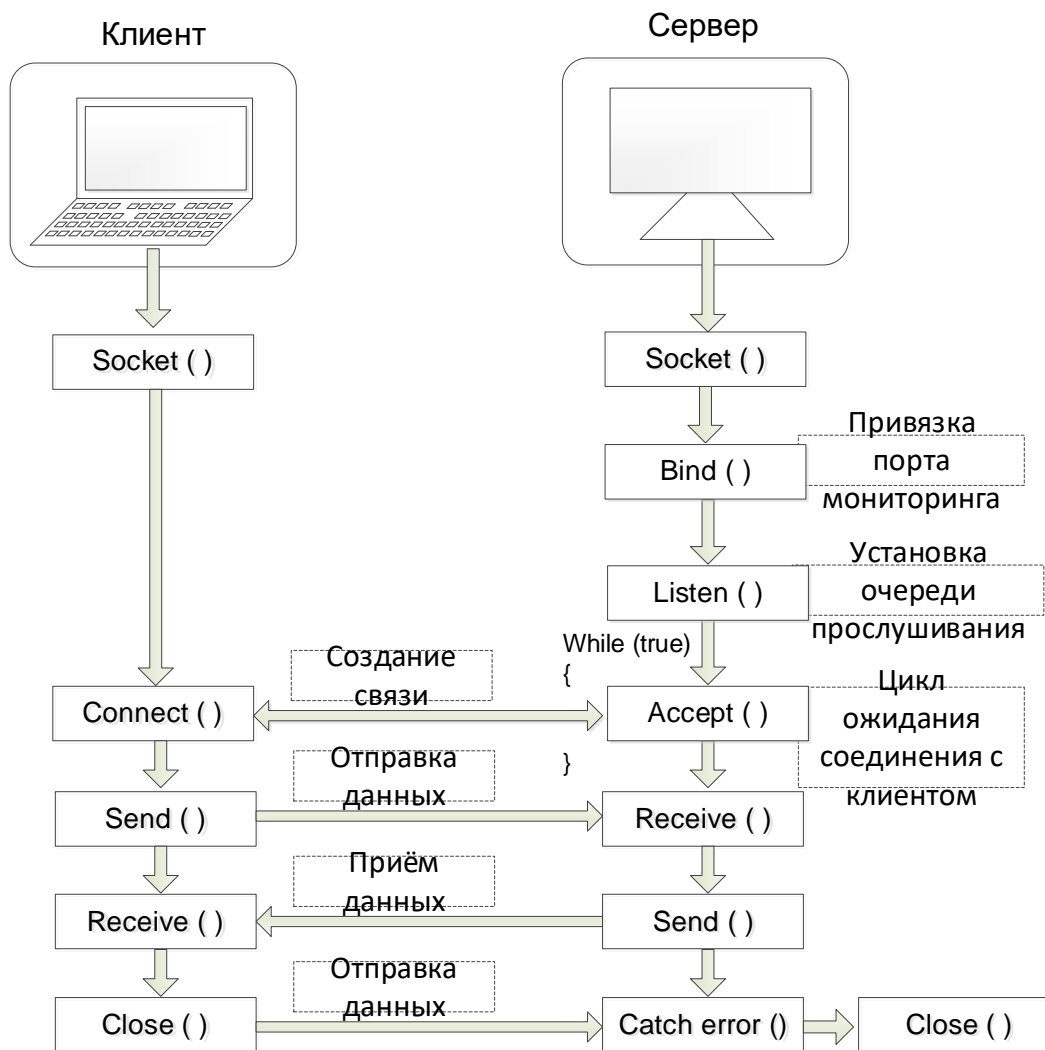 Клиент
Сервер
Socket ( )
Socket ( )
Bind ( )
Привязка
порта
мониторинга
Listen ( )
Установка
очереди
прослушивания
While (true)
{
Создание
связи
Connect ( )
Accept ( )
Цикл
ожидания
соединения с
клиентом
}
Отправка
данных
Send ( )
Receive ( )
Приём
данных
Receive ( )
Send ( )
Отправка
данных
Close ( )
Catch error ()
Close ( )